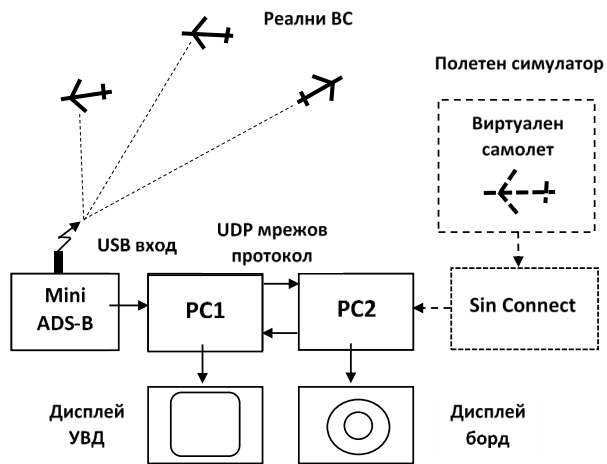 Реални ВС
Полетен симулатор
Виртуален
самолет
USB вход
UDP мрежов
протокол
Mini
ADS-B
PC1
PC2
Sin Connect
Дисплей
УВД
Дисплей
борд